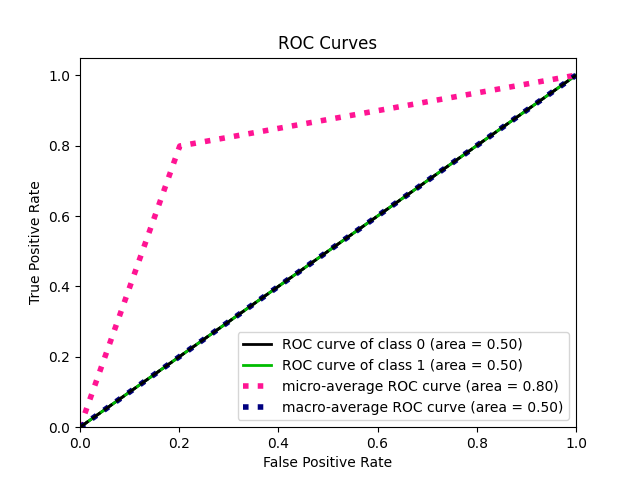 ROC Curves
True Positive Rate
1.0
0.8
0.6
0.4
0.2
0.0
ROC curve of class 0 (area = 0.50)
ROC curve of class 1 (area = 0.50)
micro-average ROC curve (area = 0.80)
macro-average ROC curve (area = 0.50)
0.0 0.2 0.4 0.6 0.8 1.0
False Positive Rate